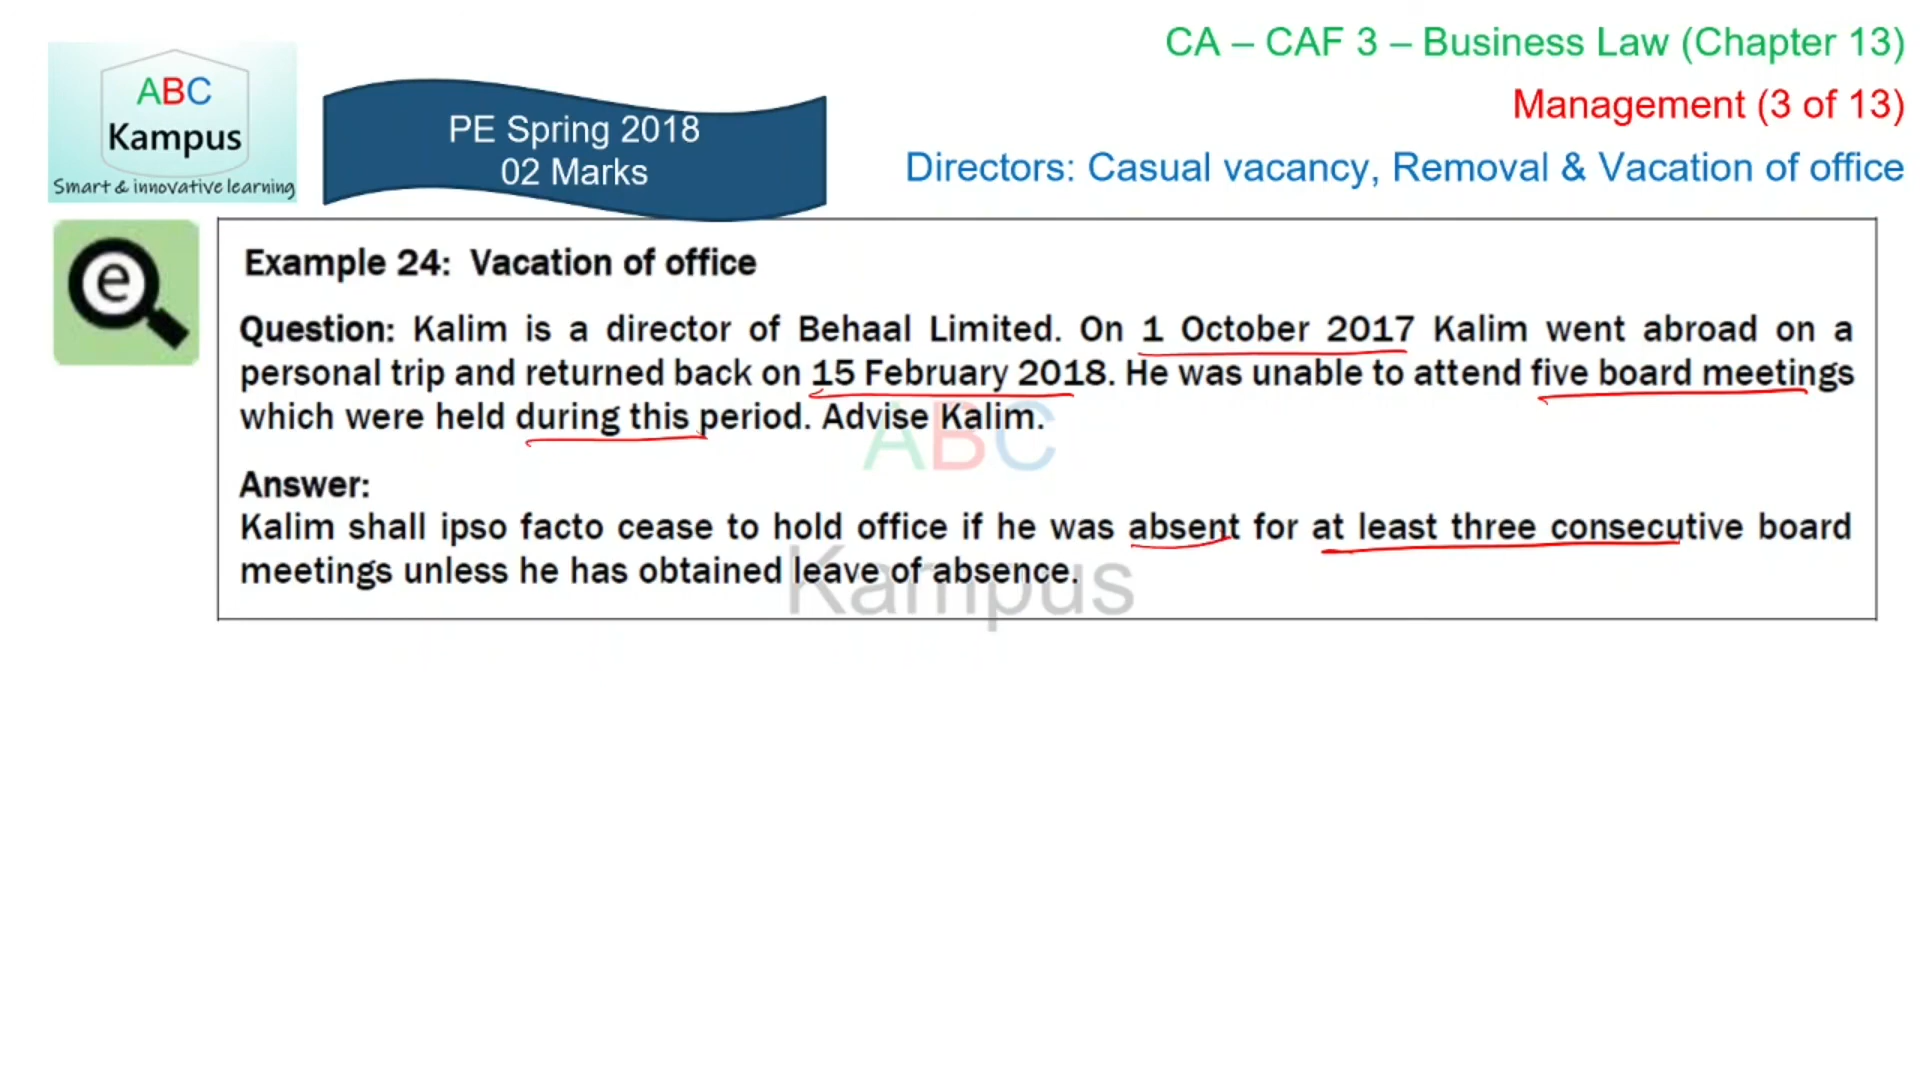 CA – CAF 3 – Business Law (Chapter 13)
ABC
Kampus
Smart & innovative learning
PE Spring 2018
02 Marks
Management (3 of 13)
Directors: Casual vacancy, Removal & Vacation of office
e
Example 24: Vacation of office
Question: Kalim is a director of Behaal Limited. On 1 October 2017 Kalim went abroad on a
personal trip and returned back on 15 February 2018. He was unable to attend five board meetings
which were held during this period. Advise Kalim.
ABC
Answer:
Kalim shall ipso facto cease to hold office if he was absent for at least three consecutive board
meetings unless he has obtained leave of absence.
Kampus